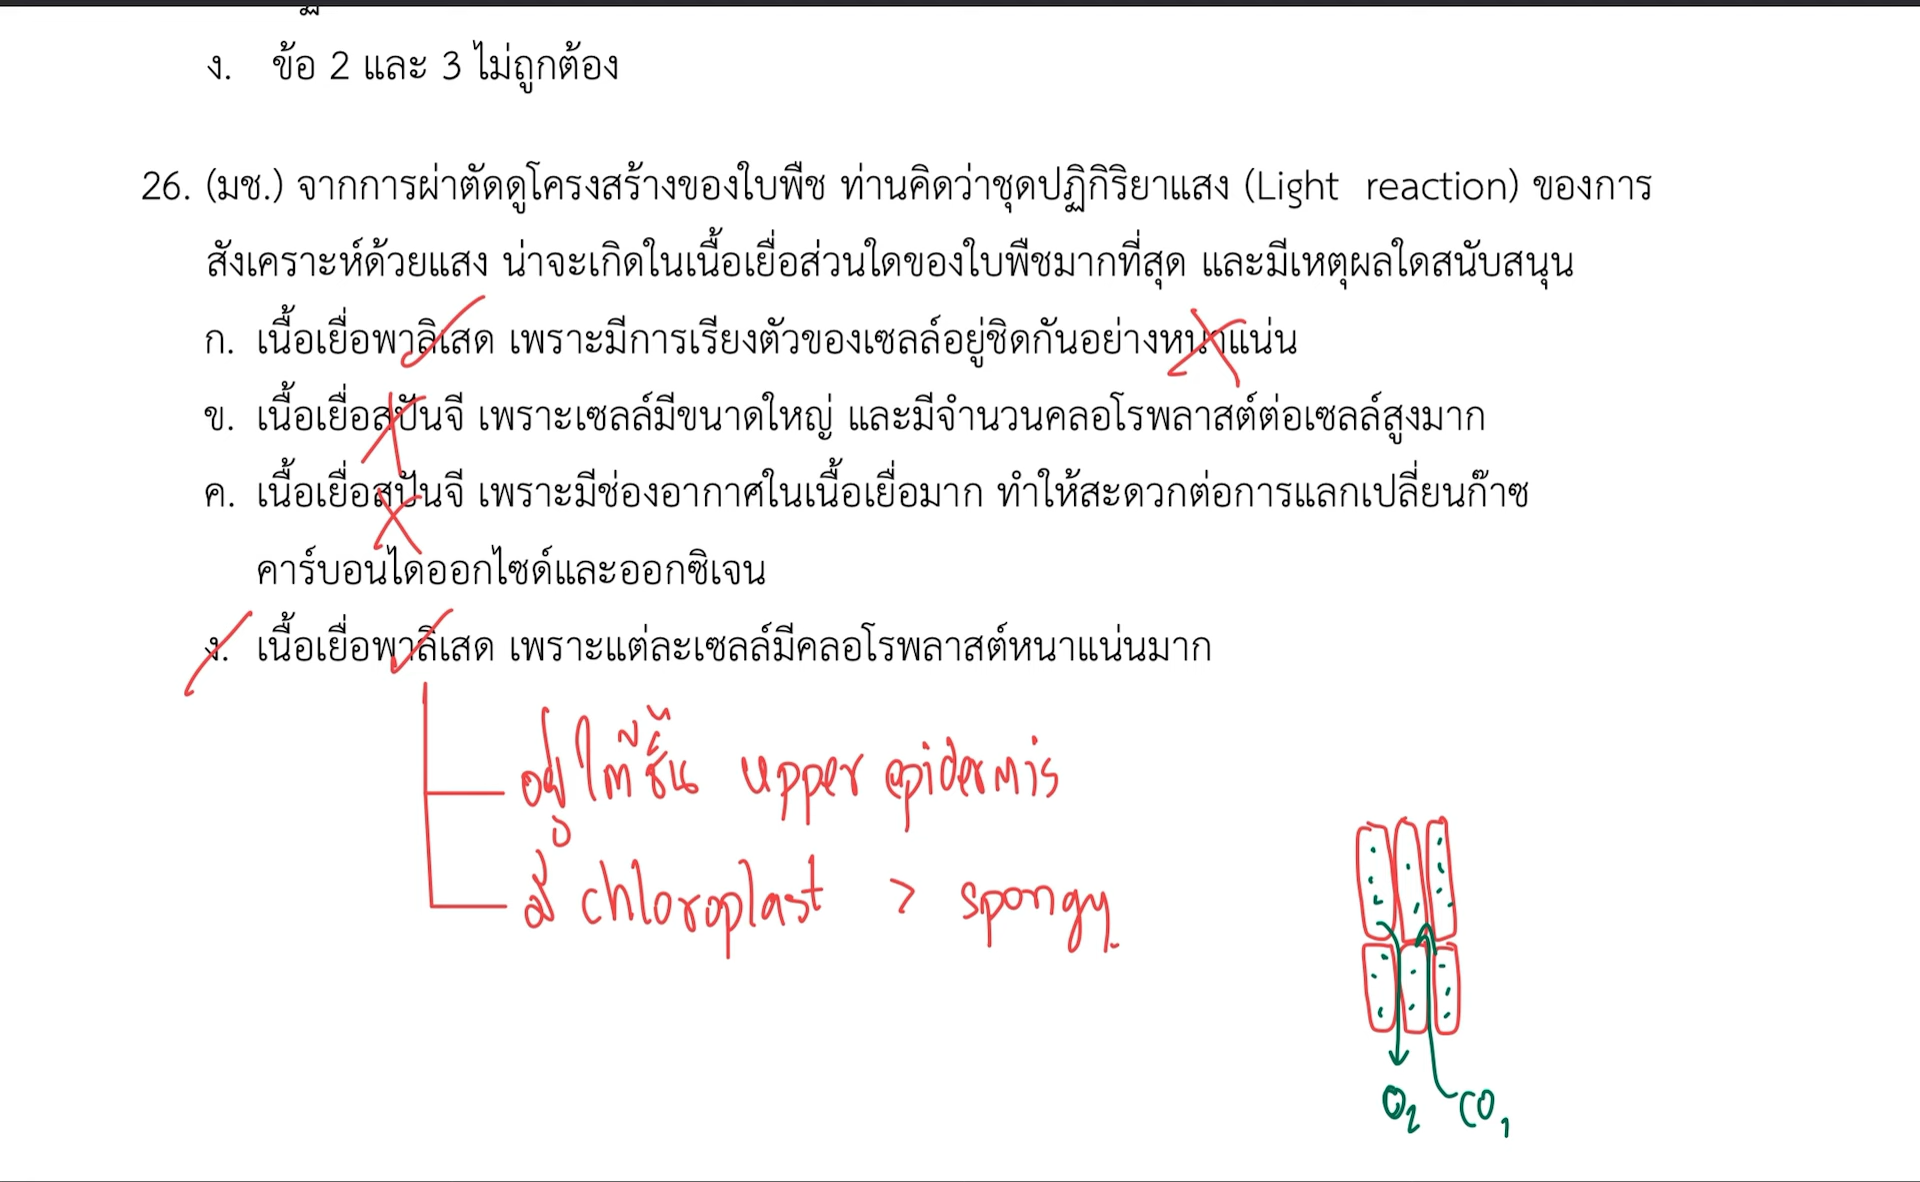 ง. ข้อ 2 และ 3 ไม่ถูกต้อง
26. (มช.) จากการผ่าตัดดูโครงสร้างของใบพืช ท่านคิดว่าชุดปฏิกิริยาแสง (Light reaction) ของการ
สังเคราะห์ด้วยแสง น่าจะเกิดในเนื้อเยื่อส่วนใดของใบพืชมากที่สุด และมีเหตุผลใดสนับสนุน
ก. เนื้อเยื่อพาลิเสด เพราะมีการเรียงตัวของเซลล์อยู่ชิดกันอย่างหนาแน่น
ข. เนื้อเยื่อสปันจี เพราะเซลล์มีขนาดใหญ่ และมีจำนวนคลอโรพลาสต์ต่อเซลล์สูงมาก
ค. เนื้อเยื่อสปันจี เพราะมีช่องอากาศในเนื้อเยื่อมาก ทำให้สะดวกต่อการแลกเปลี่ยนก๊าซ
คาร์บอนไดออกไซด์และออกซิเจน
ง. เนื้อเยื่อพาลิเสด เพราะแต่ละเซลล์มีคลอโรพลาสต์หนาแน่นมาก
อยู่ใต้ชั้น upper epidermis
มี chloroplast > spongy
O2 CO